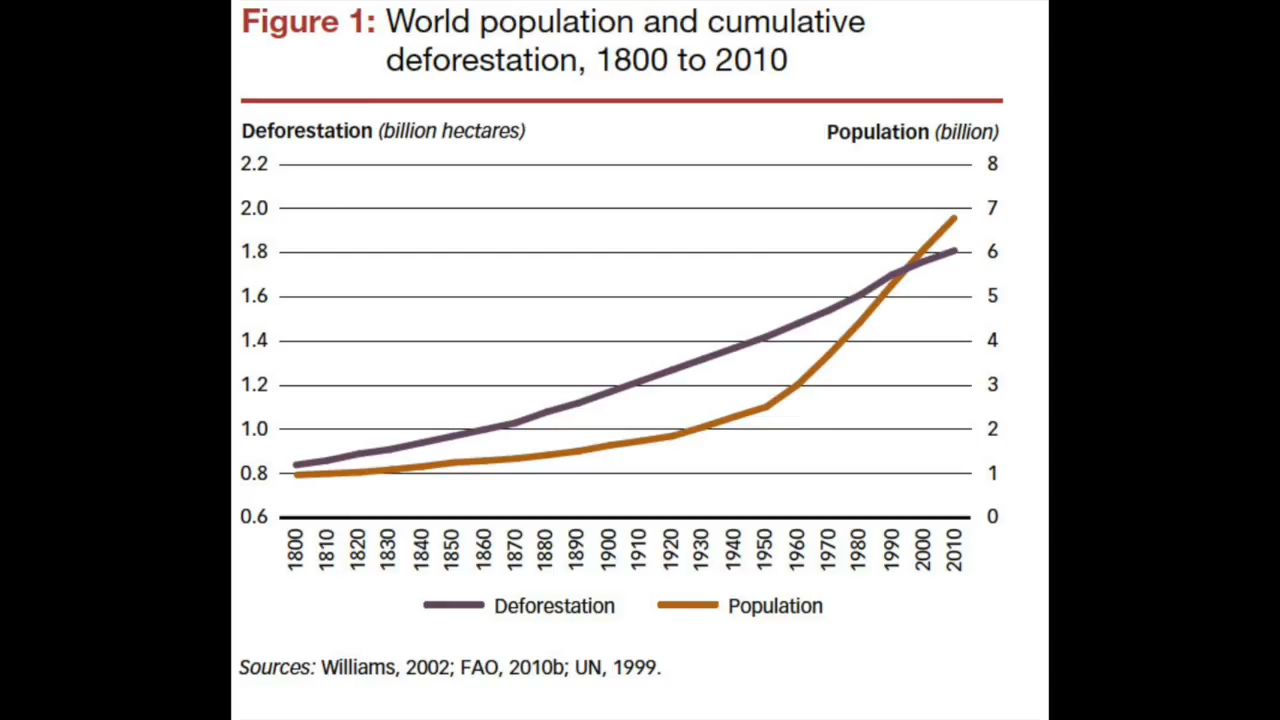 Figure 1: World population and cumulative
deforestation, 1800 to 2010
Deforestation (billion hectares) Population (billion)
2.2 8
2.0 7
1.8 6
1.6 5
1.4 4
1.2 3
1.0 2
0.8 1
0.6 0
1800 1810 1820 1830 1840 1850 1860 1870 1880 1890 1900 1910 1920 1930 1940 1950 1960 1970 1980 1990 2000 2010
Deforestation Population
Sources: Williams, 2002; FAO, 2010b; UN, 1999.